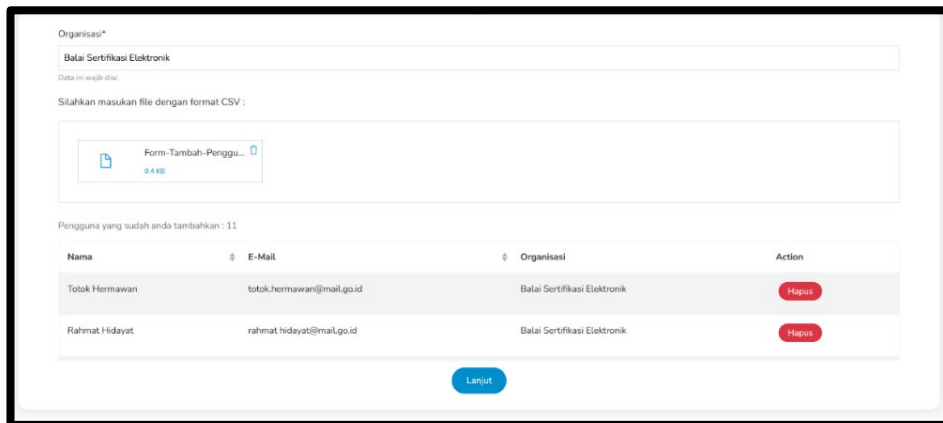 Organisasi*
Balai Sertifikasi Elektronik
Data ini wajib diisi
Silahkan masukan file dengan format CSV :
Form-Tambah-Penggu...
0.4 KB
Pengguna yang sudah anda tambahkan : 11
Nama E-Mail Organisasi Action
Totok Hermawan totok.hermawan@mail.go.id Balai Sertifikasi Elektronik Hapus
Rahmat Hidayat rahmat hidayat@mail.go.id Balai Sertifikasi Elektronik Hapus
Lanjut